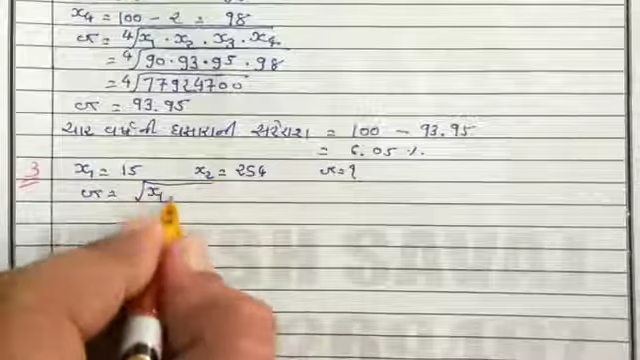 x₄ = 100 - 2 = 98
ળ = ⁴√x₁ · x₂ · x₃ · x₄
= ⁴√90 · 93 · 95 · 98
= ⁴√77924700
ળ = 93.95
ચાર વર્ષની ઘસારાની સરેરાશ = 100 - 93.95
= 6.05 %.
3 x₁ = 15 x₂ = 254 ળ = ?
ળ = √x₁ ·